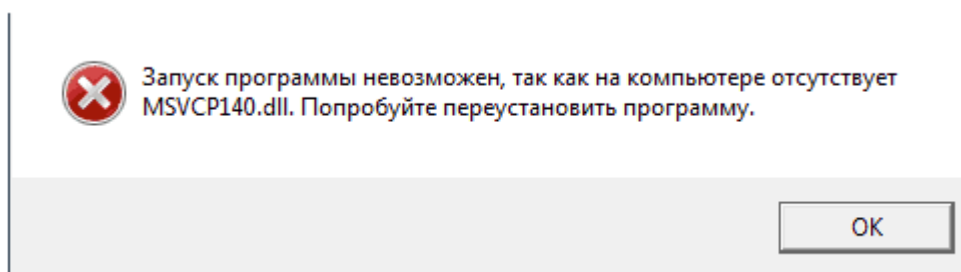 Запуск программы невозможен, так как на компьютере отсутствует
MSVCP140.dll. Попробуйте переустановить программу.
OK